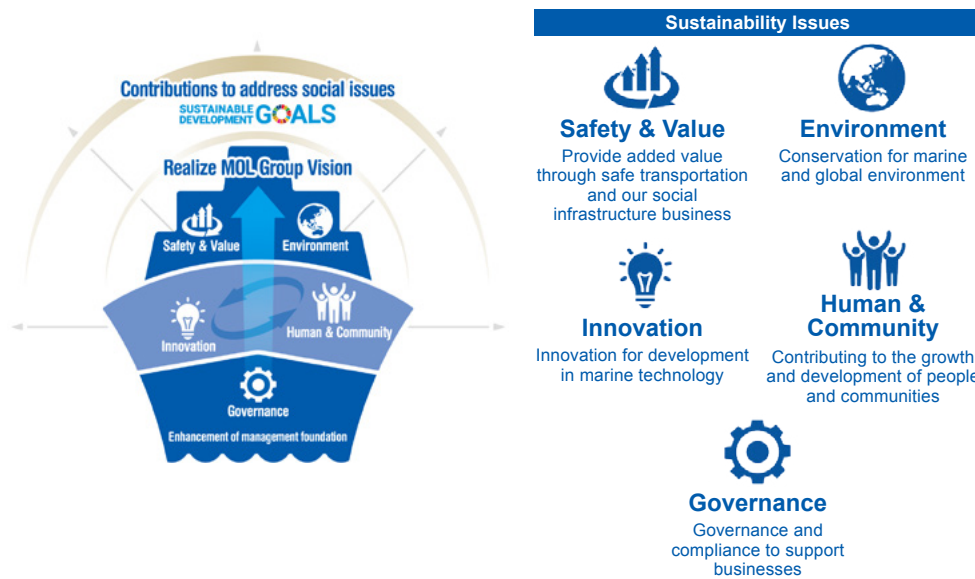 Contributions to address social issues
SUSTAINABLE
DEVELOPMENT GOALS
Realize MOL Group Vision
Safety & Value
Environment
Innovation
Human & Community
Governance
Enhancement of management foundation
Sustainability Issues
Safety & Value
Provide added value
through safe transportation
and our social
infrastructure business
Environment
Conservation for marine
and global environment
Innovation
Innovation for development
in marine technology
Human &
Community
Contributing to the growth
and development of people
and communities
Governance
Governance and
compliance to support
businesses